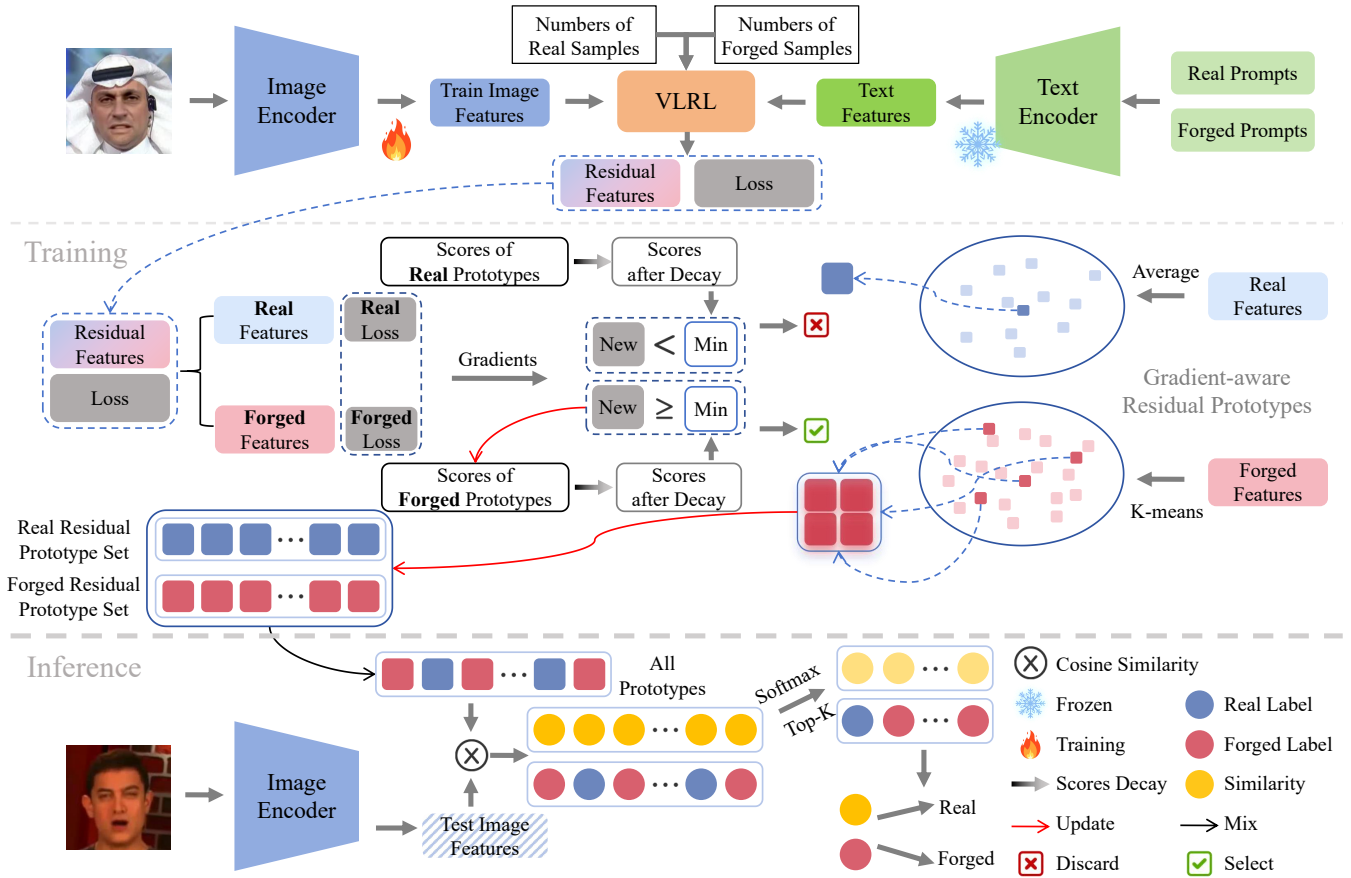 Numbers of
Real Samples
Numbers of
Forged Samples
Image
Encoder
Train Image
Features
VLRL
Text
Features
Text
Encoder
Real Prompts
Forged Prompts
Residual
Features
Loss
Training
Scores of
Real Prototypes
Scores
after Decay
Average
Real
Features
Residual
Features
Loss
Real
Features
Real
Loss
Gradients
New < Min
New ≥ Min
Gradient-aware
Residual Prototypes
Forged
Features
Forged
Loss
Scores of
Forged Prototypes
Scores
after Decay
K-means
Forged
Features
Real Residual
Prototype Set
Forged Residual
Prototype Set
Inference
All
Prototypes
Softmax
Top-K
Image
Encoder
Test Image
Features
Real
Forged
Cosine Similarity
Frozen
Real Label
Training
Forged Label
Scores Decay
Similarity
Update
Mix
Discard
Select